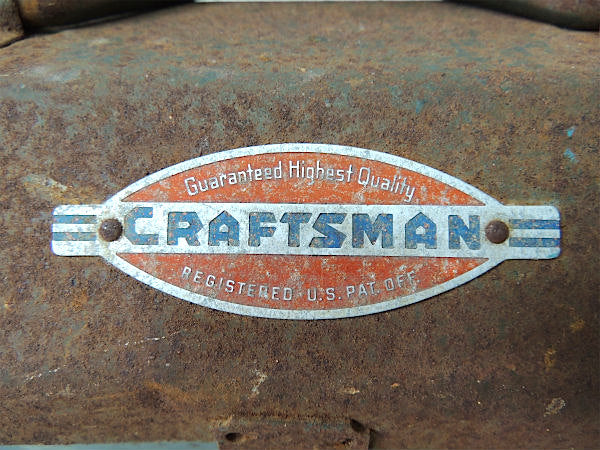 Guaranteed Highest Quality
CRAFTSMAN
REGISTERED U.S. PAT. OFF.